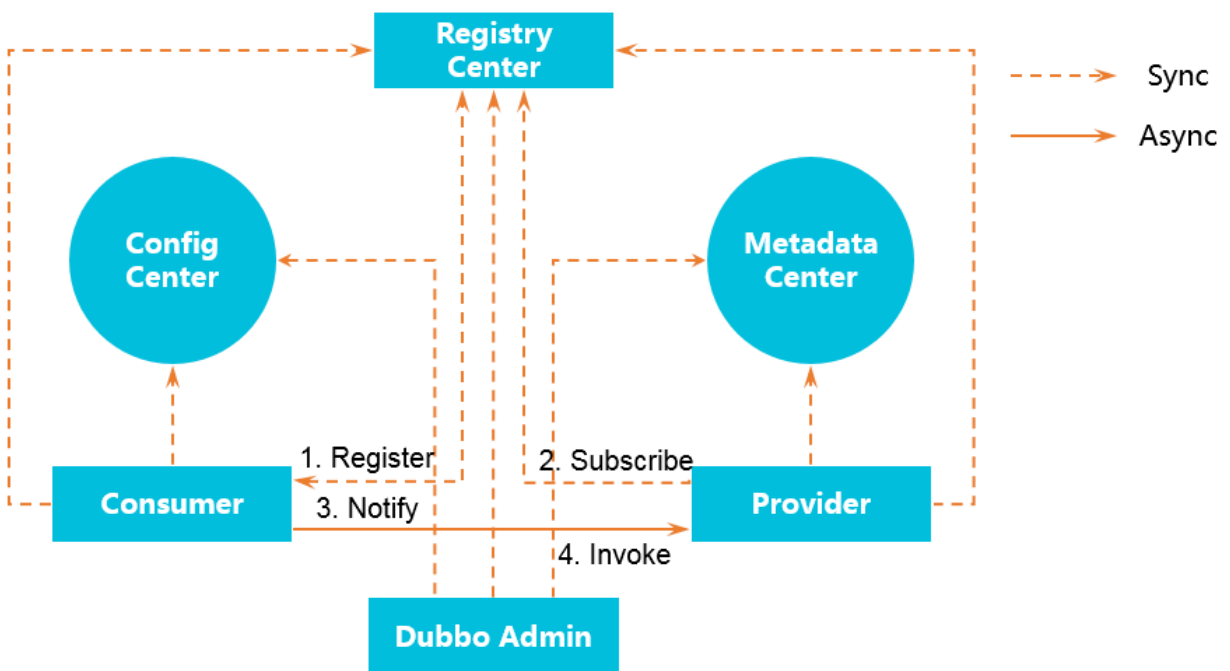 Registry
Center
Sync
Async
Config
Center
Metadata
Center
1. Register
2. Subscribe
Consumer
3. Notify
Provider
4. Invoke
Dubbo Admin